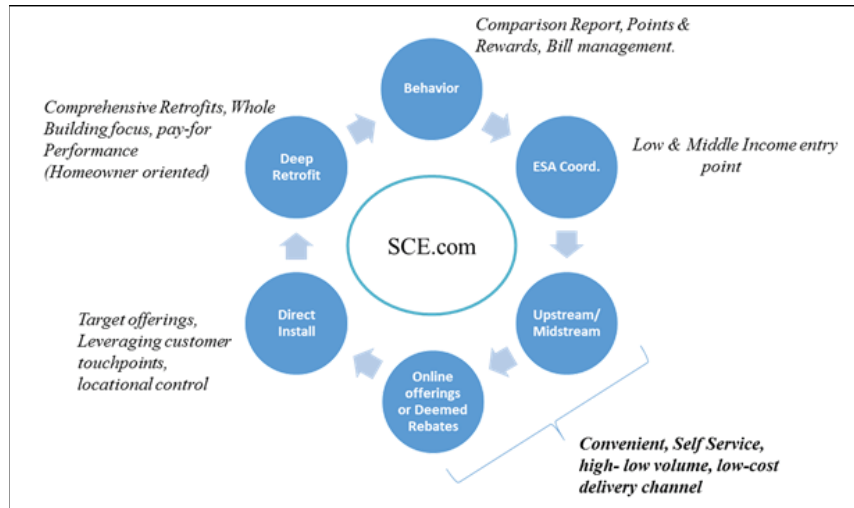 Comparison Report, Points &
Rewards, Bill management.
Behavior
Comprehensive Retrofits, Whole
Building focus, pay-for
Performance
(Homeowner oriented)
Deep
Retrofit
ESA Coord.
Low & Middle Income entry
point
SCE.com
Target offerings,
Leveraging customer
touchpoints,
locational control
Direct
Install
Upstream/
Midstream
Online
offerings
or Deemed
Rebates
Convenient, Self Service,
high- low volume, low-cost
delivery channel